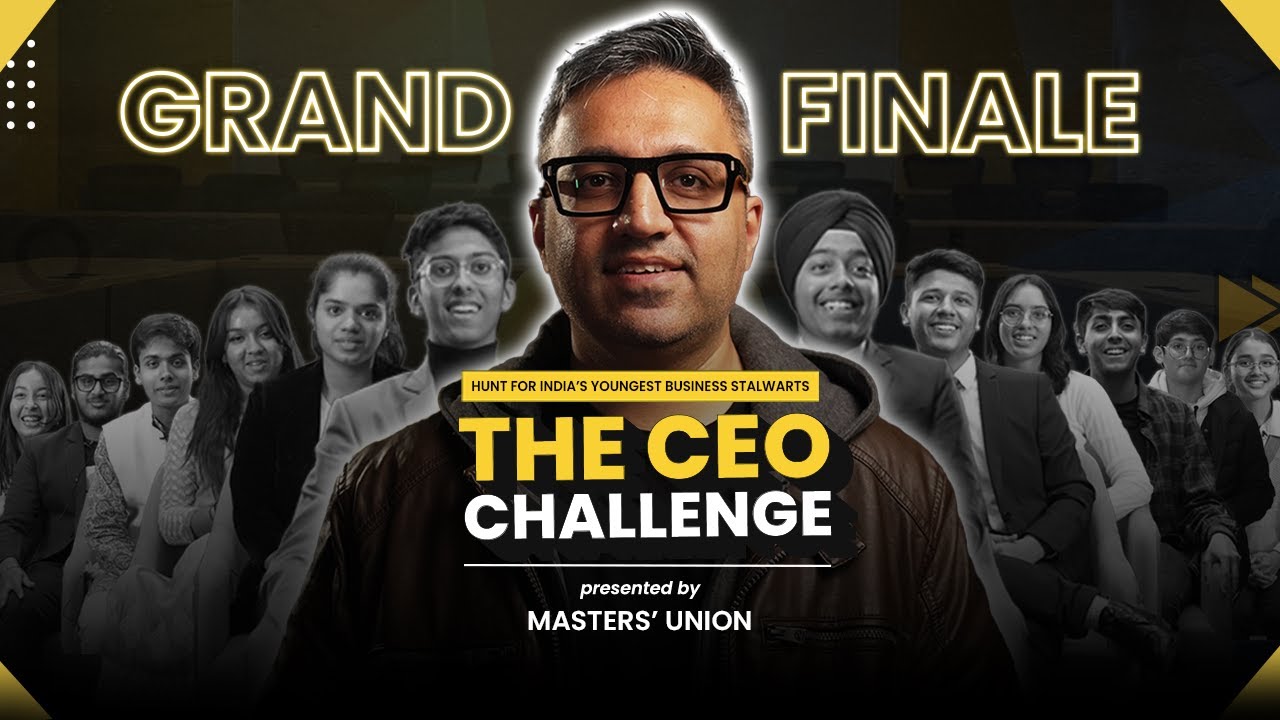 GRAND FINALE
HUNT FOR INDIA'S YOUNGEST BUSINESS STALWARTS
THE CEO
CHALLENGE
presented by
MASTERS' UNION